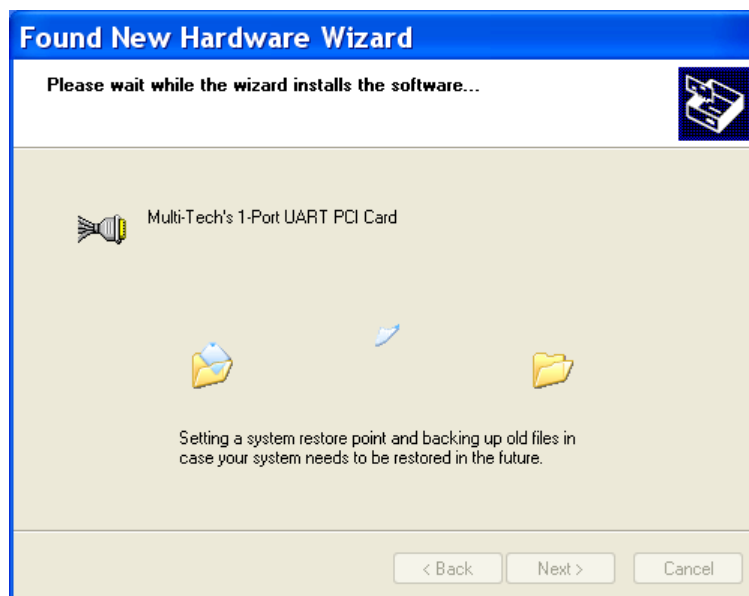 Found New Hardware Wizard
Please wait while the wizard installs the software...
Multi-Tech's 1-Port UART PCI Card
Setting a system restore point and backing up old files in
case your system needs to be restored in the future.
< Back
Next >
Cancel